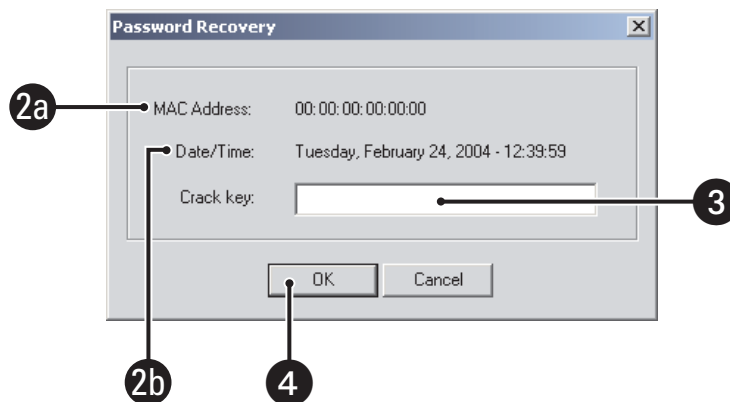 Password Recovery
2a
MAC Address: 00:00:00:00:00:00
2b
Date/Time: Tuesday, February 24, 2004 - 12:39:59
Crack key:
3
OK Cancel
4